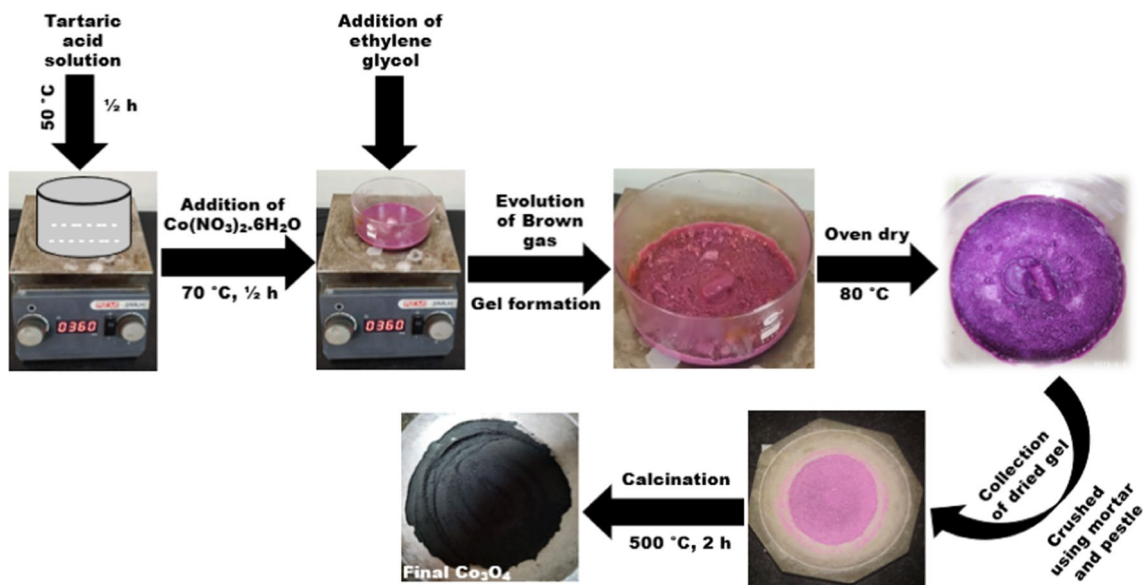 Tartaric
acid
solution
50 °C
½ h
Addition of
ethylene
glycol
Addition of
Co(NO₃)₂.6H₂O
70 °C, ½ h
0360
0360
Evolution
of Brown
gas
Gel formation
Oven dry
80 °C
Collection
of dried gel
Crushed
using mortar
and pestle
Calcination
500 °C, 2 h
Final Co₃O₄